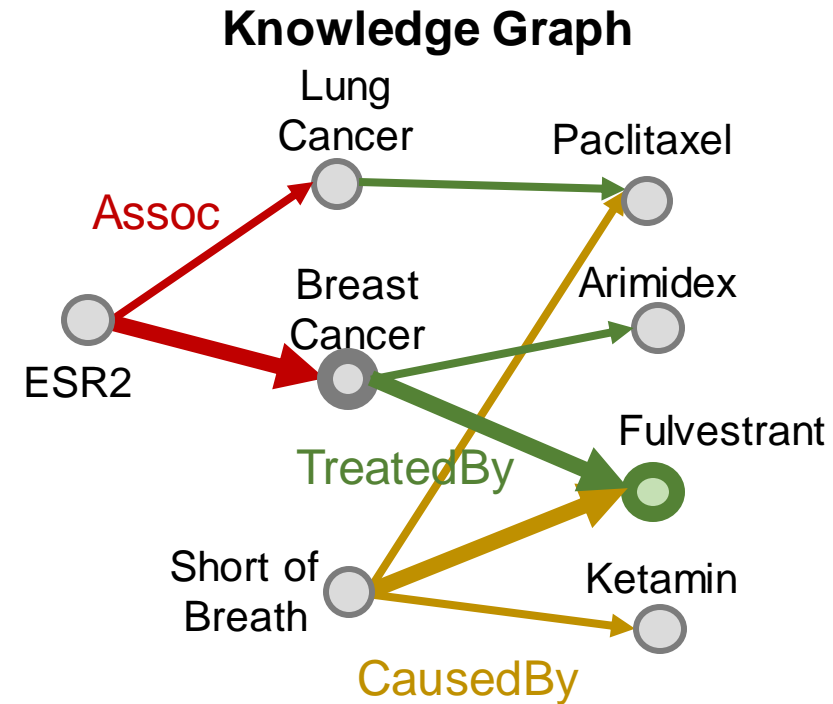 Knowledge Graph
Lung
Cancer
Paclitaxel
Assoc
Breast
Cancer
Arimidex
ESR2
Fulvestrant
TreatedBy
Short of
Breath
Ketamin
CausedBy